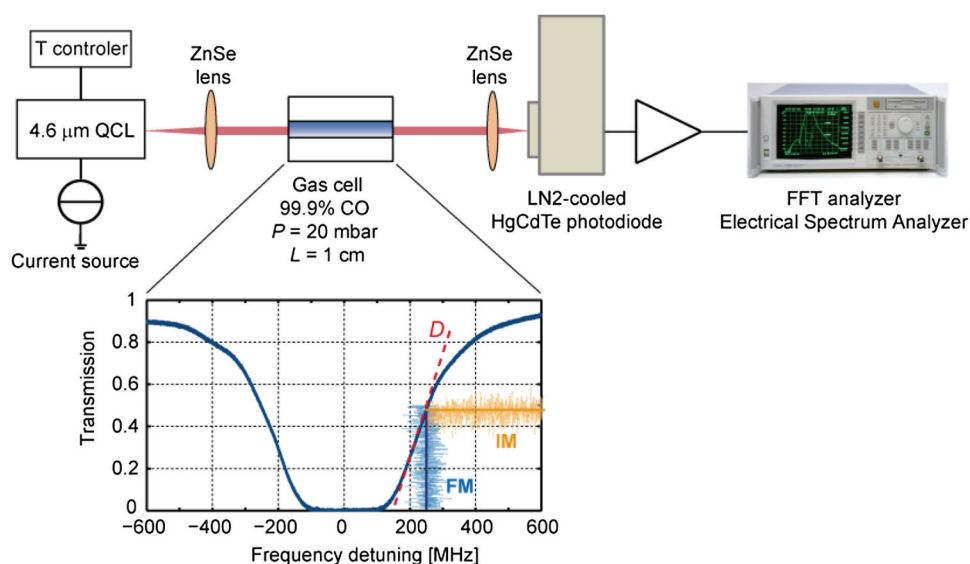 T controler
4.6 μm QCL
Current source
ZnSe
lens
Gas cell
99.9% CO
P = 20 mbar
L = 1 cm
ZnSe
lens
LN2-cooled
HgCdTe photodiode
FFT analyzer
Electrical Spectrum Analyzer
Transmission
1
0.8
0.6
0.4
0.2
0
D
IM
FM
−600 −400 −200 0 200 400 600
Frequency detuning [MHz]